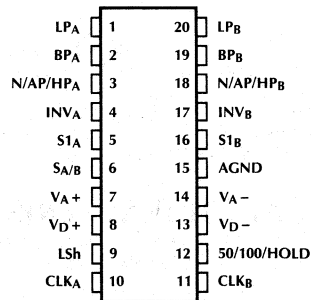 LPA 1 20 LPB
BPA 2 19 BPB
N/AP/HPA 3 18 N/AP/HPB
INVA 4 17 INVB
S1A 5 16 S1B
SA/B 6 15 AGND
VA+ 7 14 VA−
VD+ 8 13 VD−
LSh 9 12 50/100/HOLD
CLKA 10 11 CLKB